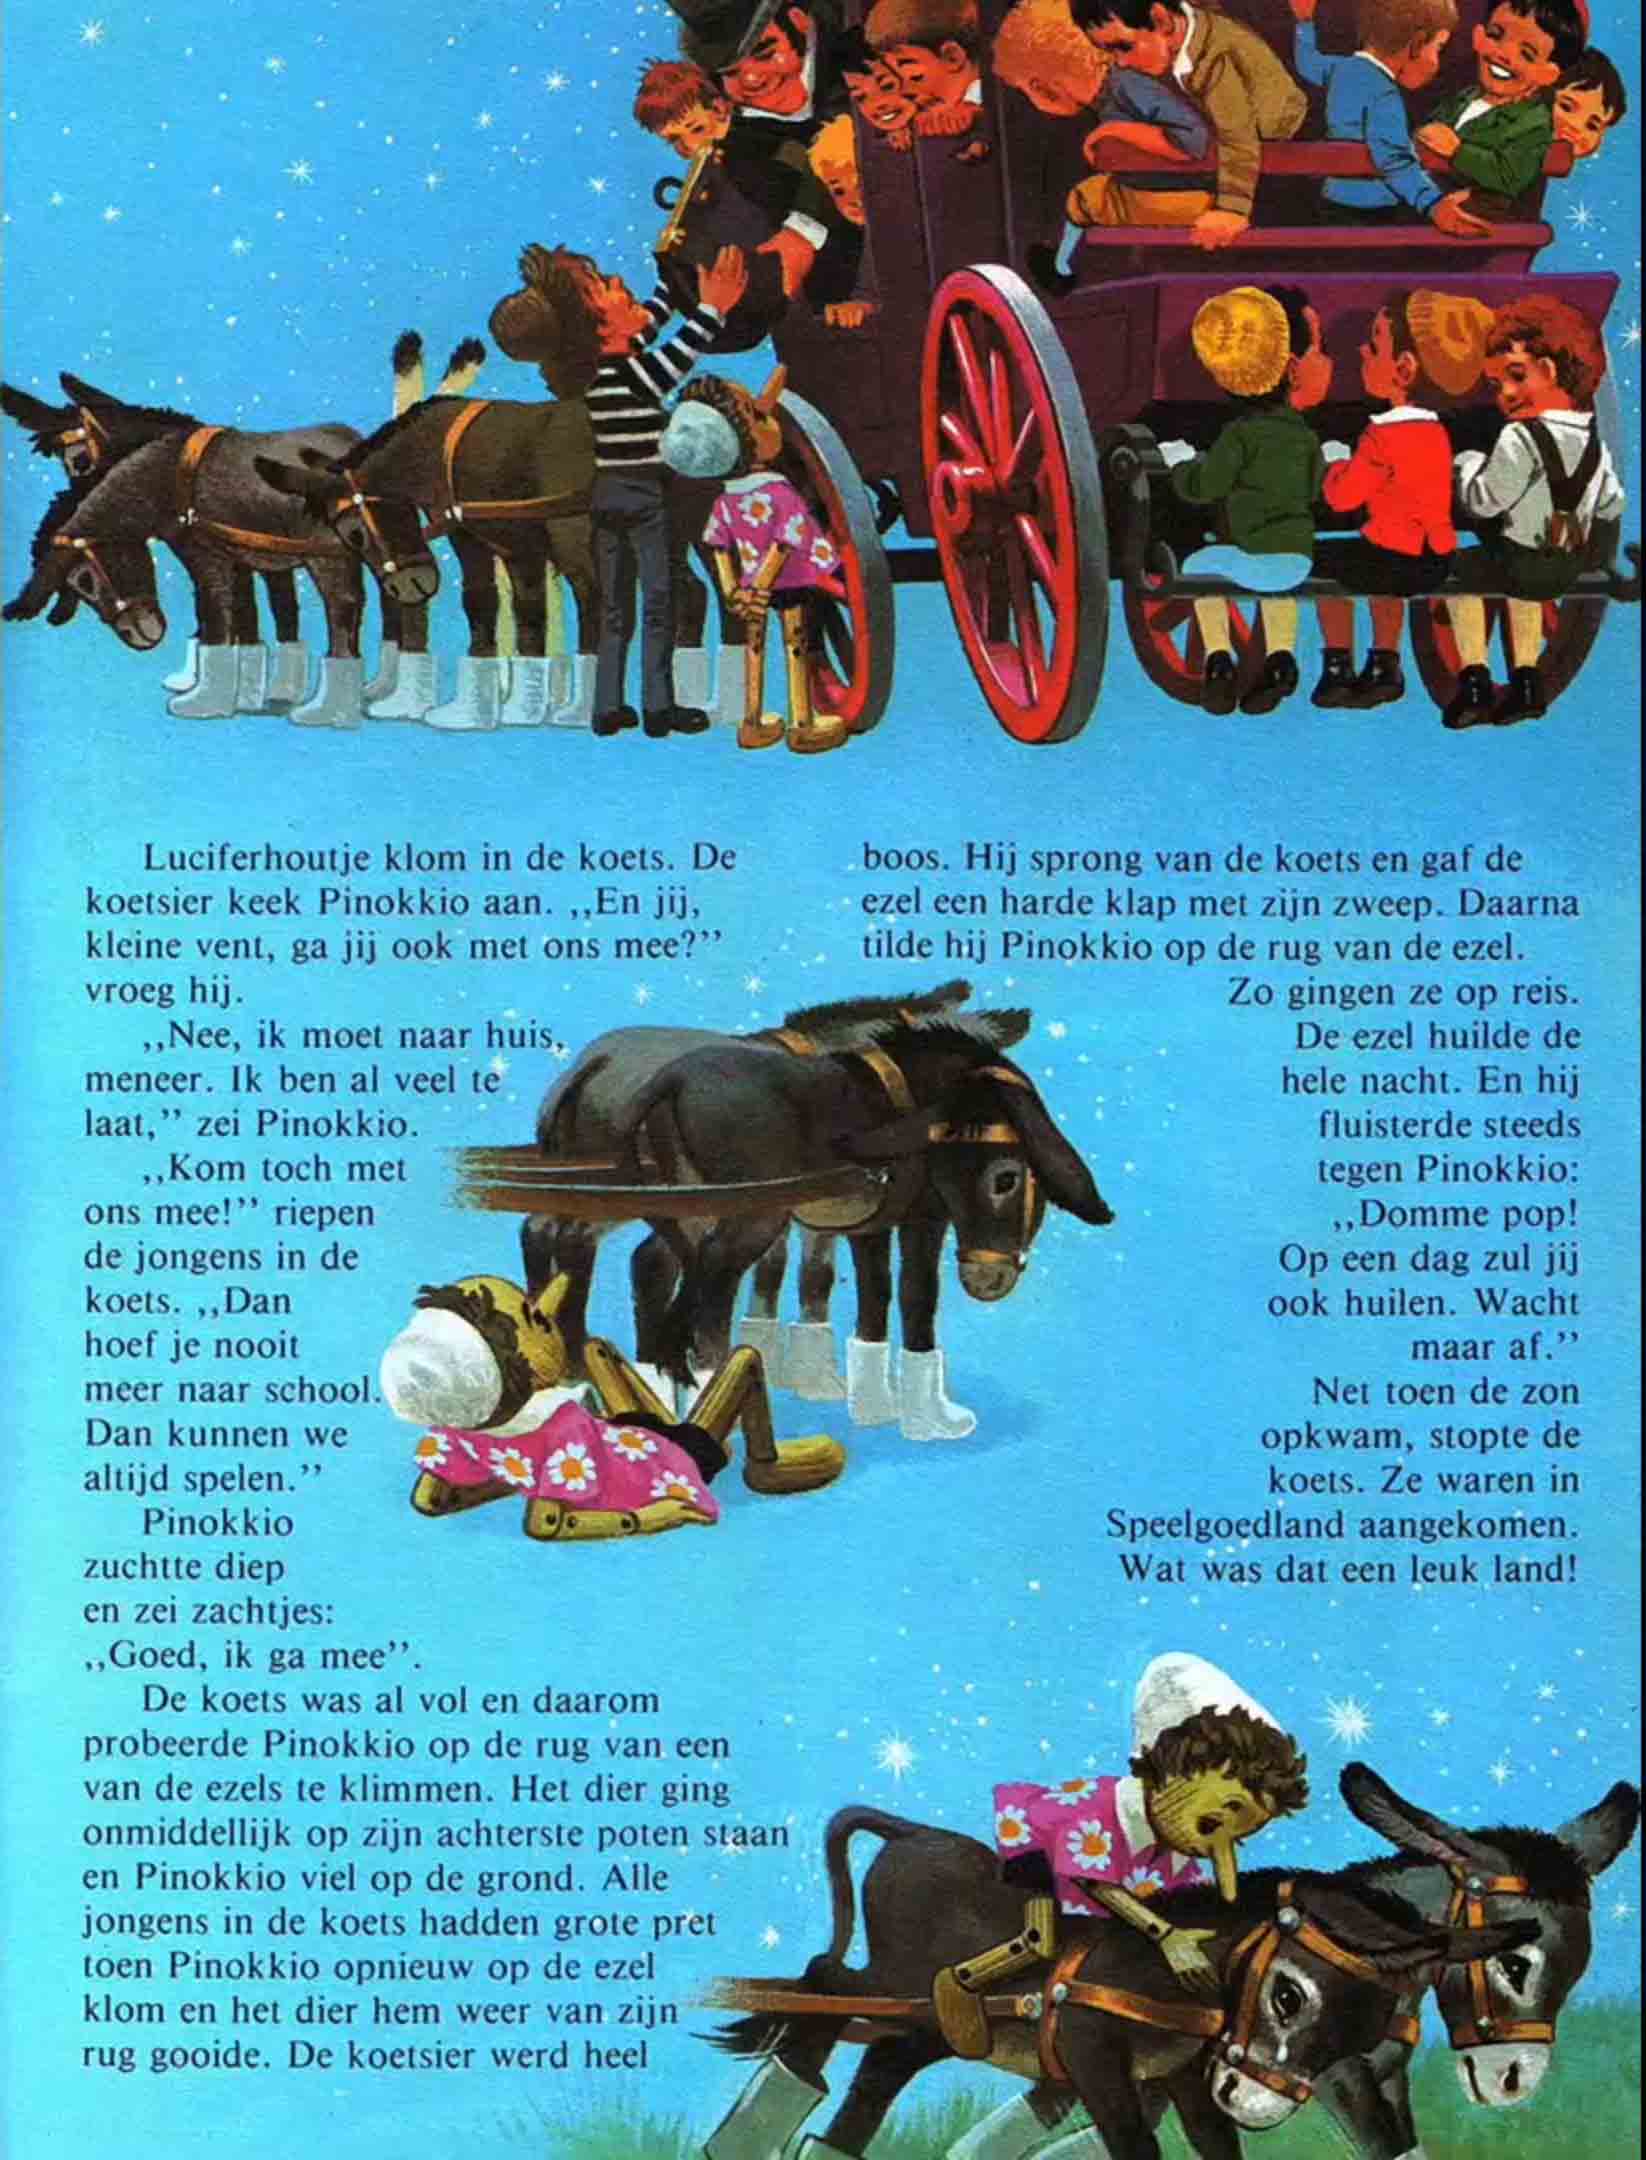 Luciferhoutje klom in de koets. De
koetsier keek Pinokkio aan. ,,En jij,
kleine vent, ga jij ook met ons mee?’’
vroeg hij.
,,Nee, ik moet naar huis,
meneer. Ik ben al veel te
laat,’’ zei Pinokkio.
,,Kom toch met
ons mee!’’ riepen
de jongens in de
koets. ,,Dan
hoef je nooit
meer naar school.
Dan kunnen we
altijd spelen.’’
Pinokkio
zuchtte diep
en zei zachtjes:
,,Goed, ik ga mee’’.
De koets was al vol en daarom
probeerde Pinokkio op de rug van een
van de ezels te klimmen. Het dier ging
onmiddellijk op zijn achterste poten staan
en Pinokkio viel op de grond. Alle
jongens in de koets hadden grote pret
toen Pinokkio opnieuw op de ezel
klom en het dier hem weer van zijn
rug gooide. De koetsier werd heel
boos. Hij sprong van de koets en gaf de
ezel een harde klap met zijn zweep. Daarna
tilde hij Pinokkio op de rug van de ezel.
Zo gingen ze op reis.
De ezel huilde de
hele nacht. En hij
fluisterde steeds
tegen Pinokkio:
,,Domme pop!
Op een dag zul jij
ook huilen. Wacht
maar af.’’
Net toen de zon
opkwam, stopte de
koets. Ze waren in
Speelgoedland aangekomen.
Wat was dat een leuk land!